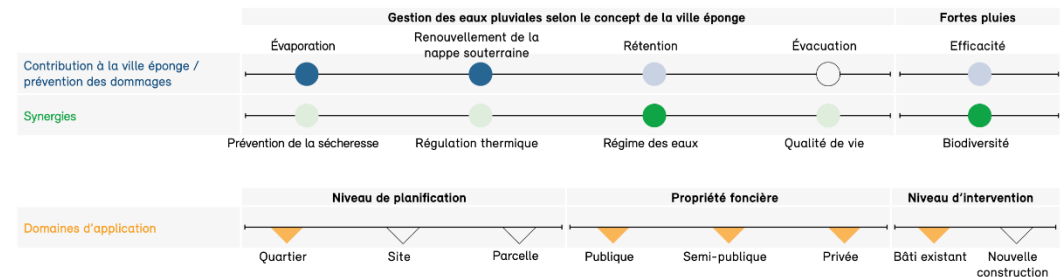 Gestion des eaux pluviales selon le concept de la ville éponge
Fortes pluies
Évaporation
Renouvellement de la
nappe souterraine
Rétention
Évacuation
Efficacité
Contribution à la ville éponge /
prévention des dommages
Synergies
Prévention de la sécheresse
Régulation thermique
Régime des eaux
Qualité de vie
Biodiversité
Niveau de planification
Propriété foncière
Niveau d'intervention
Domaines d'application
Quartier
Site
Parcelle
Publique
Semi-publique
Privée
Bâti existant
Nouvelle
construction